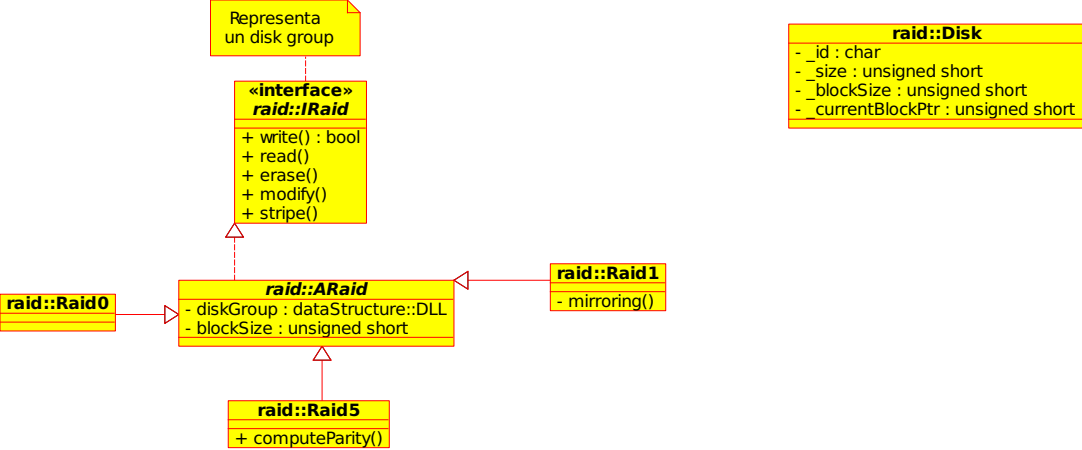 Representa
un disk group
«interface»
raid::IRaid
+ write() : bool
+ read()
+ erase()
+ modify()
+ stripe()
raid::Disk
- _id : char
- _size : unsigned short
- _blockSize : unsigned short
- _currentBlockPtr : unsigned short
raid::Raid0
raid::ARaid
- diskGroup : dataStructure::DLL
- blockSize : unsigned short
raid::Raid1
- mirroring()
raid::Raid5
+ computeParity()